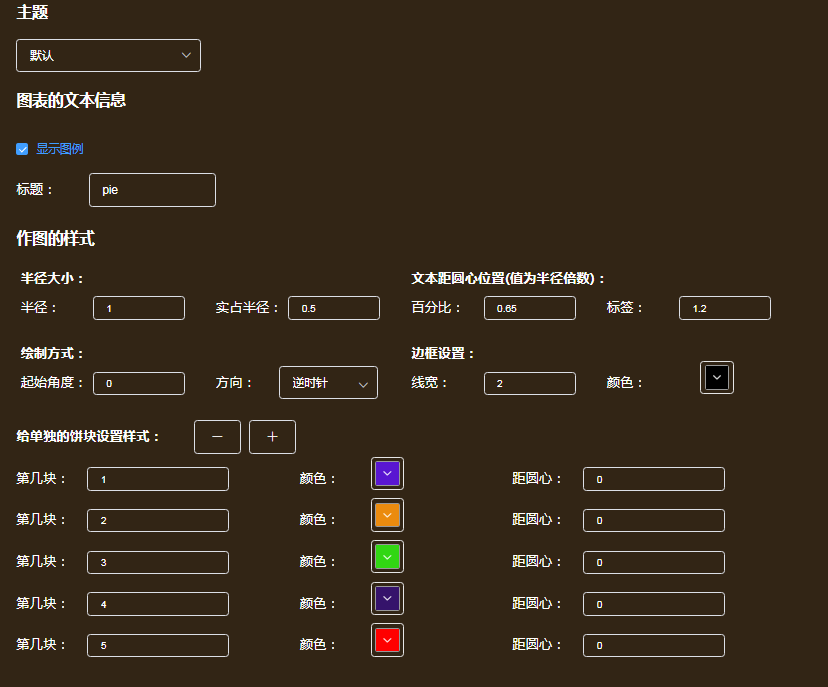 主题
默认
图表的文本信息
显示图例
标题： pie
作图的样式
半径大小： 文本距圆心位置(值为半径倍数)：
半径： 1 实占半径： 0.5 百分比： 0.65 标签： 1.2
绘制方式： 边框设置：
起始角度： 0 方向： 逆时针 线宽： 2 颜色：
给单独的饼块设置样式： － ＋
第几块： 1 颜色： 距圆心： 0
第几块： 2 颜色： 距圆心： 0
第几块： 3 颜色： 距圆心： 0
第几块： 4 颜色： 距圆心： 0
第几块： 5 颜色： 距圆心： 0